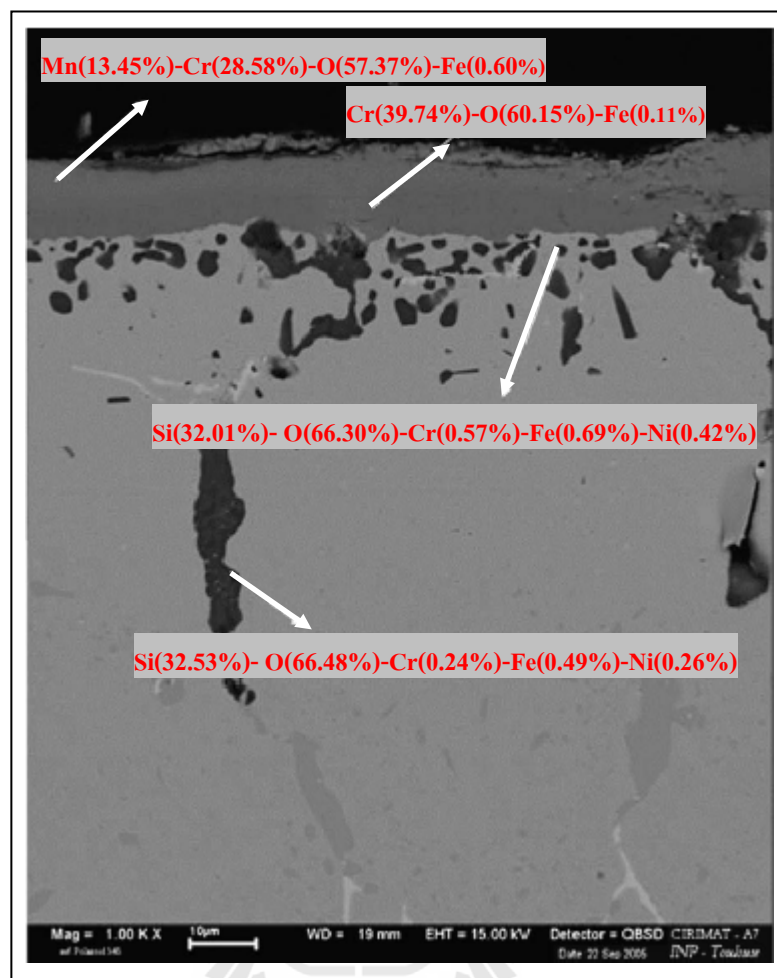 Mn(13.45%)-Cr(28.58%)-O(57.37%)-Fe(0.60%)
Cr(39.74%)-O(60.15%)-Fe(0.11%)
Si(32.01%)- O(66.30%)-Cr(0.57%)-Fe(0.69%)-Ni(0.42%)
Si(32.53%)- O(66.48%)-Cr(0.24%)-Fe(0.49%)-Ni(0.26%)
Mag = 1.00 K X 10µm WD = 19 mm EHT = 15.00 kV Detector = QBSD CIRIMAT - A7
Date 22 Sep 2005 INP - Toulouse